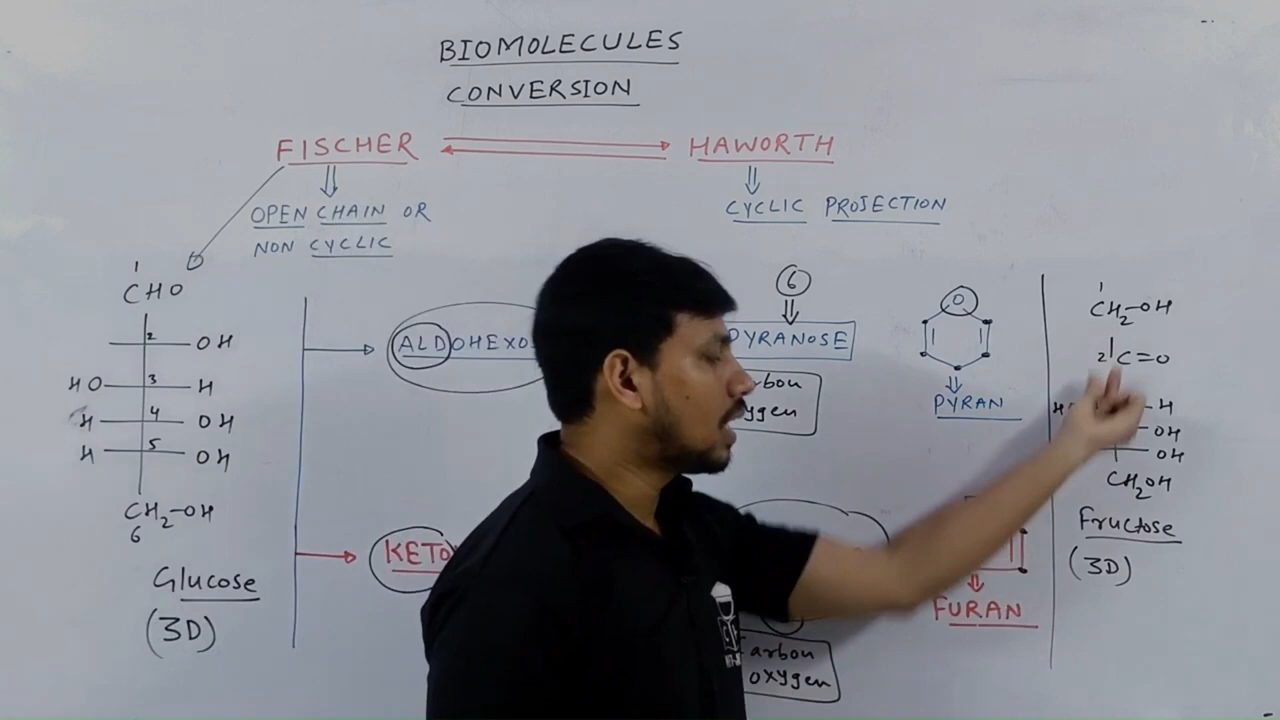 BIOMOLECULES
CONVERSION
FISCHER
HAWORTH
OPEN CHAIN OR
NON CYCLIC
CYCLIC PROJECTION
1
CHO
2 OH
HO 3 H
H 4 OH
H 5 OH
CH2-OH
6
Glucose
(3D)
ALDOHEXO
6
PYRANOSE
O
PYRAN
KETO
FURAN
1
CH2-OH
2 C=O
H
OH
OH
CH2OH
Fructose
(3D)